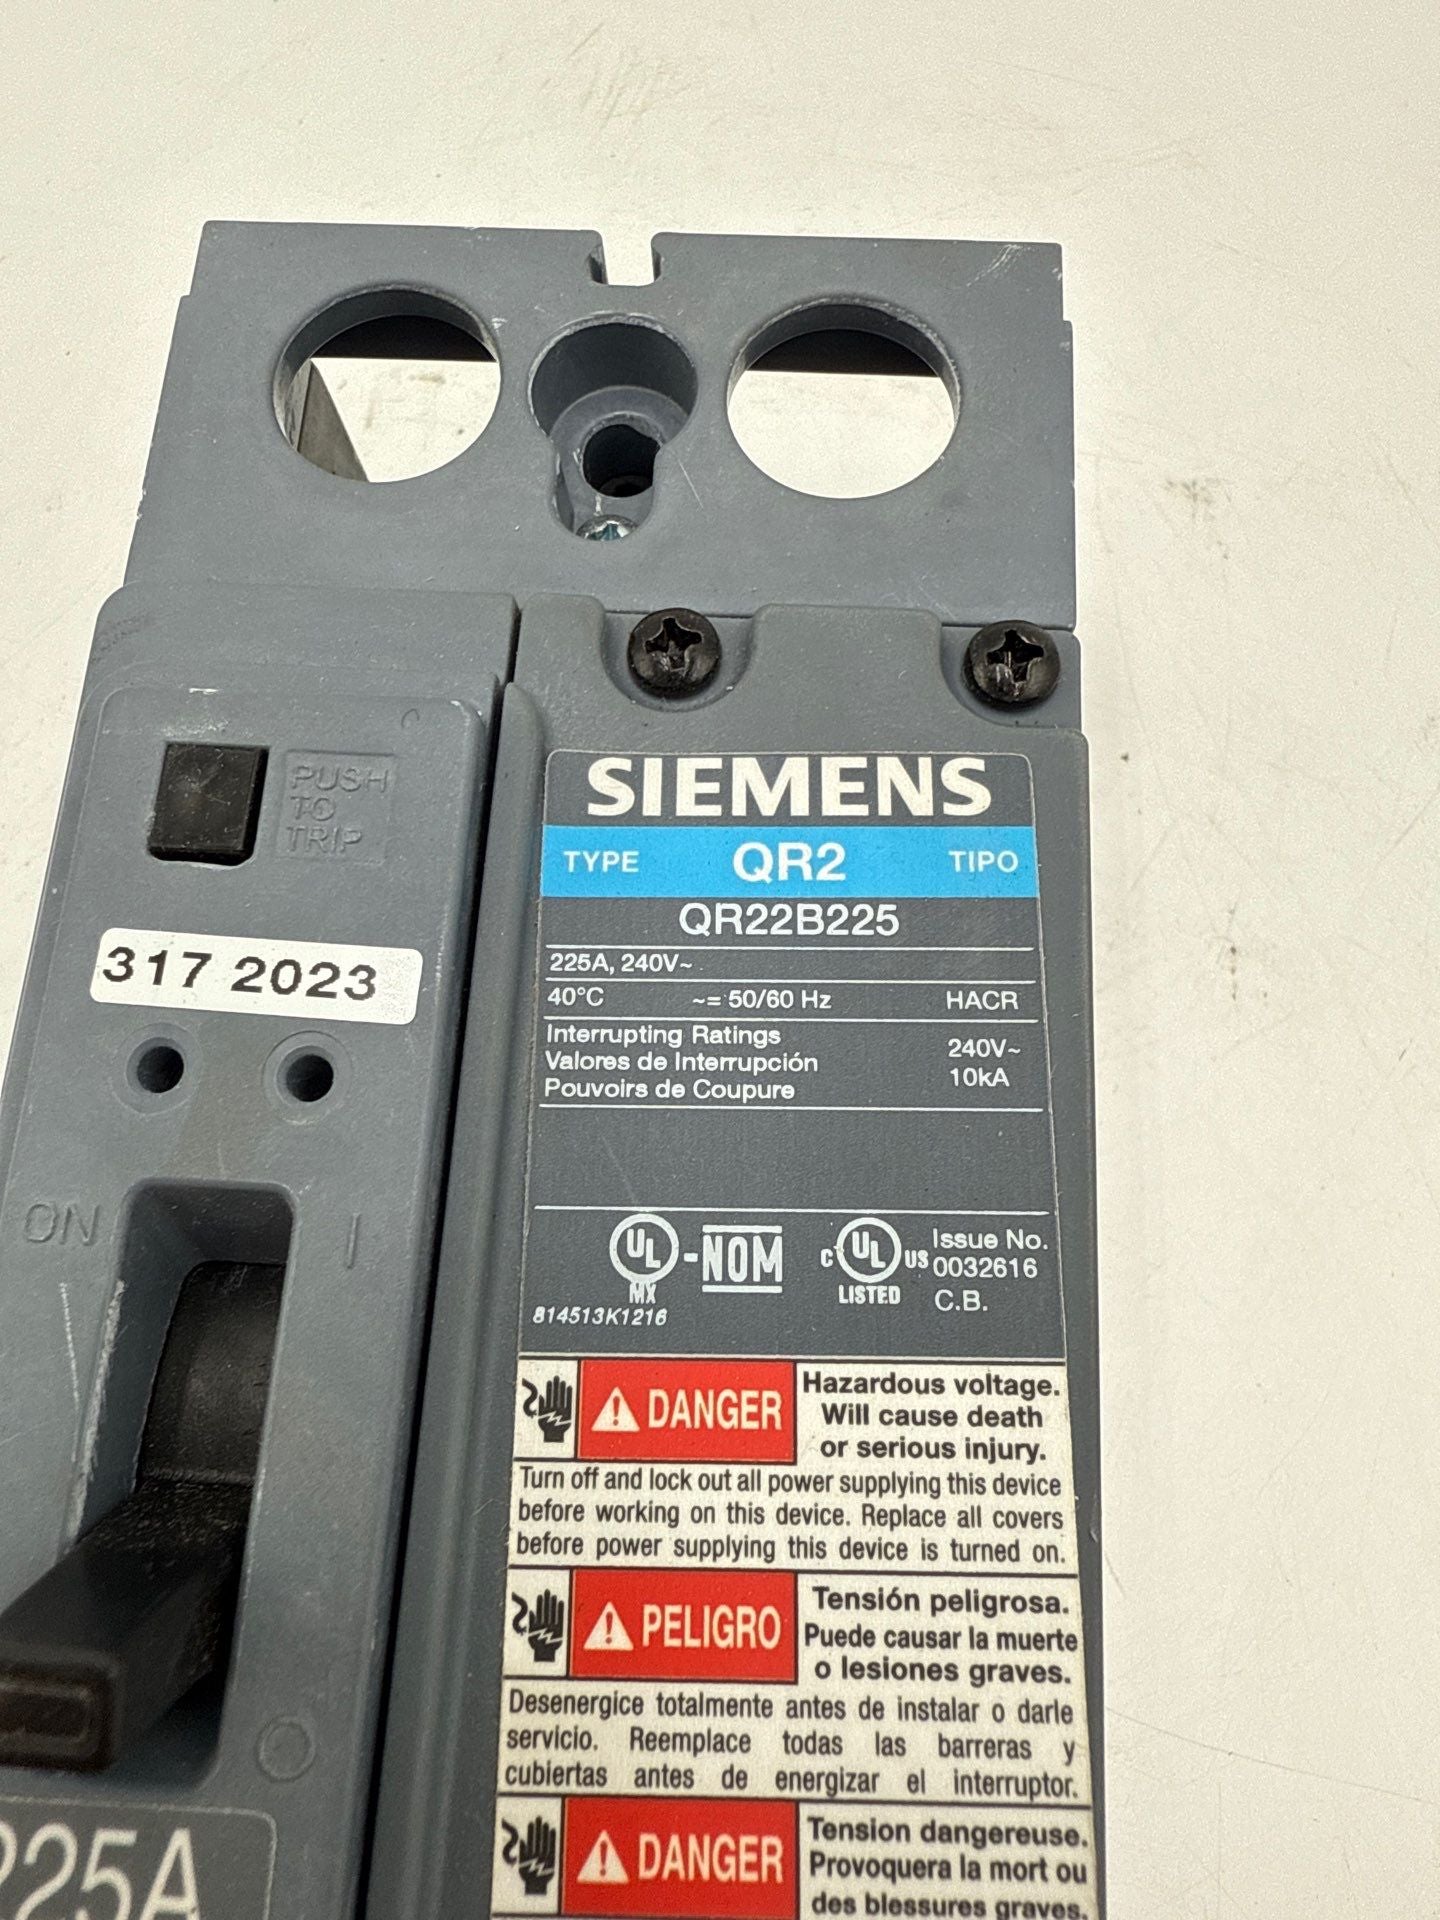 PUSH
TO
TRIP
317 2023
ON
I
O
225A
SIEMENS
TYPE QR2 TIPO
QR22B225
225A, 240V~
40°C ~= 50/60 Hz HACR
Interrupting Ratings
Valores de Interrupción 240V~
Pouvoirs de Coupure 10kA
UL MX -NOM C UL US LISTED Issue No.
0032616
C.B.
814513K1216
DANGER Hazardous voltage.
Will cause death
or serious injury.
Turn off and lock out all power supplying this device
before working on this device. Replace all covers
before power supplying this device is turned on.
PELIGRO Tensión peligrosa.
Puede causar la muerte
o lesiones graves.
Desenergice totalmente antes de instalar o darle
servicio. Reemplace todas las barreras y
cubiertas antes de energizar el interruptor.
DANGER Tension dangereuse.
Provoquera la mort ou
des blessures graves.